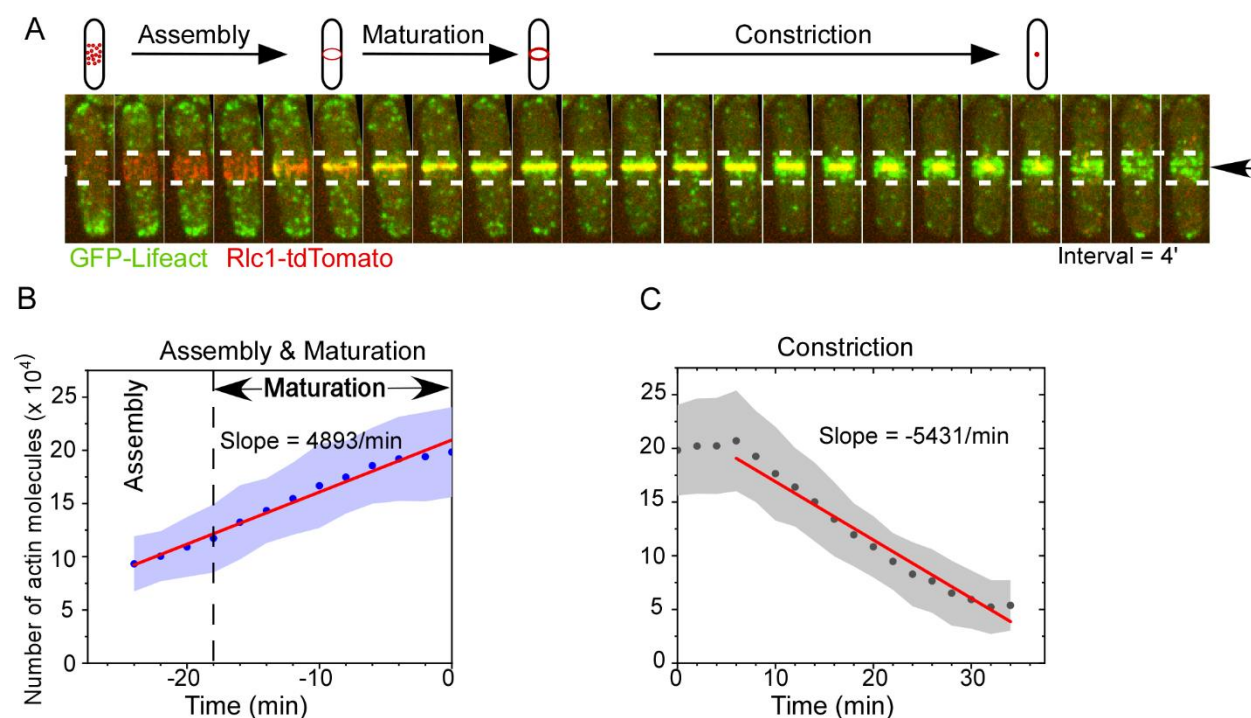 A
Assembly
Maturation
Constriction
GFP-Lifeact Rlc1-tdTomato
Interval = 4'
B
Assembly & Maturation
Number of actin molecules (x 10⁴)
25
20
15
10
5
0
Assembly
Maturation
Slope = 4893/min
-20 -10 0
Time (min)
C
Constriction
25
20
15
10
5
0
Slope = -5431/min
0 10 20 30
Time (min)